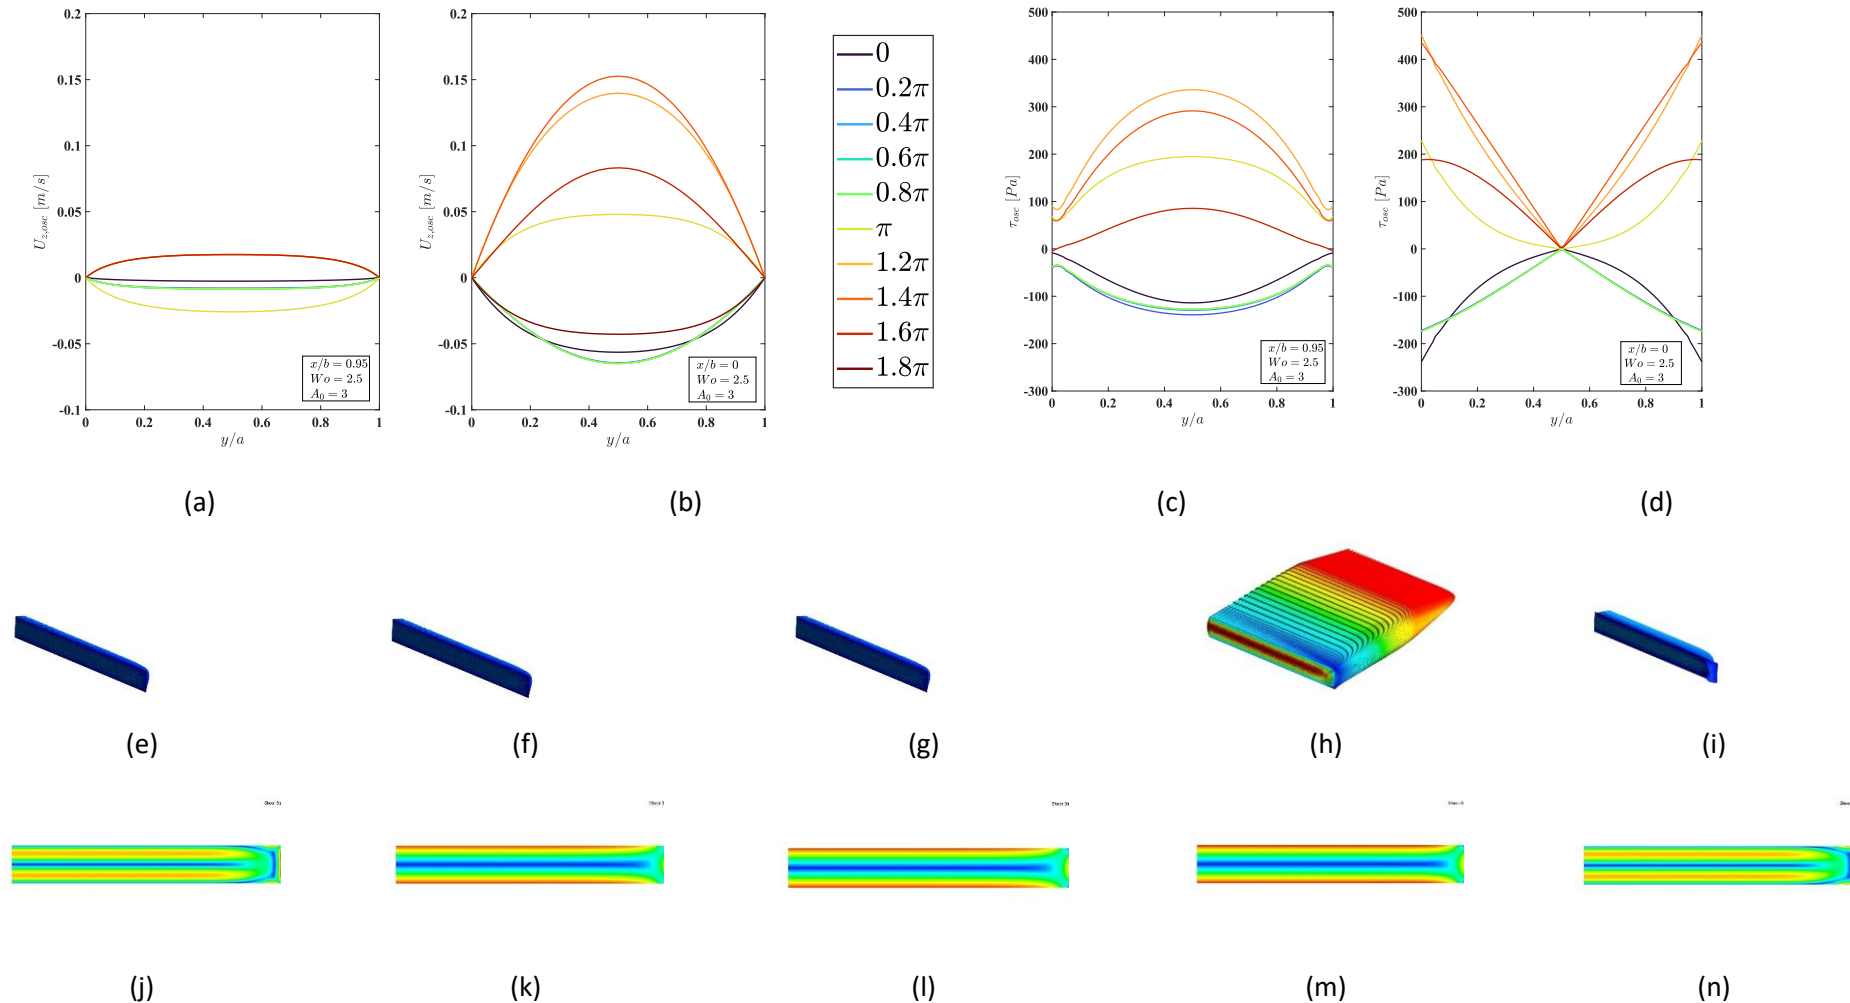 0.2
0.15
0.1
0.05
0
-0.05
-0.1
U_{z,osc} [m/s]
0 0.2 0.4 0.6 0.8 1
y/a
x/b = 0.95
Wo = 2.5
A_0 = 3
0.2
0.15
0.1
0.05
0
-0.05
-0.1
U_{z,osc} [m/s]
0 0.2 0.4 0.6 0.8 1
y/a
x/b = 0
Wo = 2.5
A_0 = 3
0
0.2π
0.4π
0.6π
0.8π
π
1.2π
1.4π
1.6π
1.8π
500
400
300
200
100
0
-100
-200
-300
τ_{osc} [Pa]
0 0.2 0.4 0.6 0.8 1
y/a
x/b = 0.95
Wo = 2.5
A_0 = 3
500
400
300
200
100
0
-100
-200
-300
τ_{osc} [Pa]
0 0.2 0.4 0.6 0.8 1
y/a
x/b = 0
Wo = 2.5
A_0 = 3
(a) (b) (c) (d)
(e) (f) (g) (h) (i)
Shear Shear Shear Shear Shear
(j) (k) (l) (m) (n)